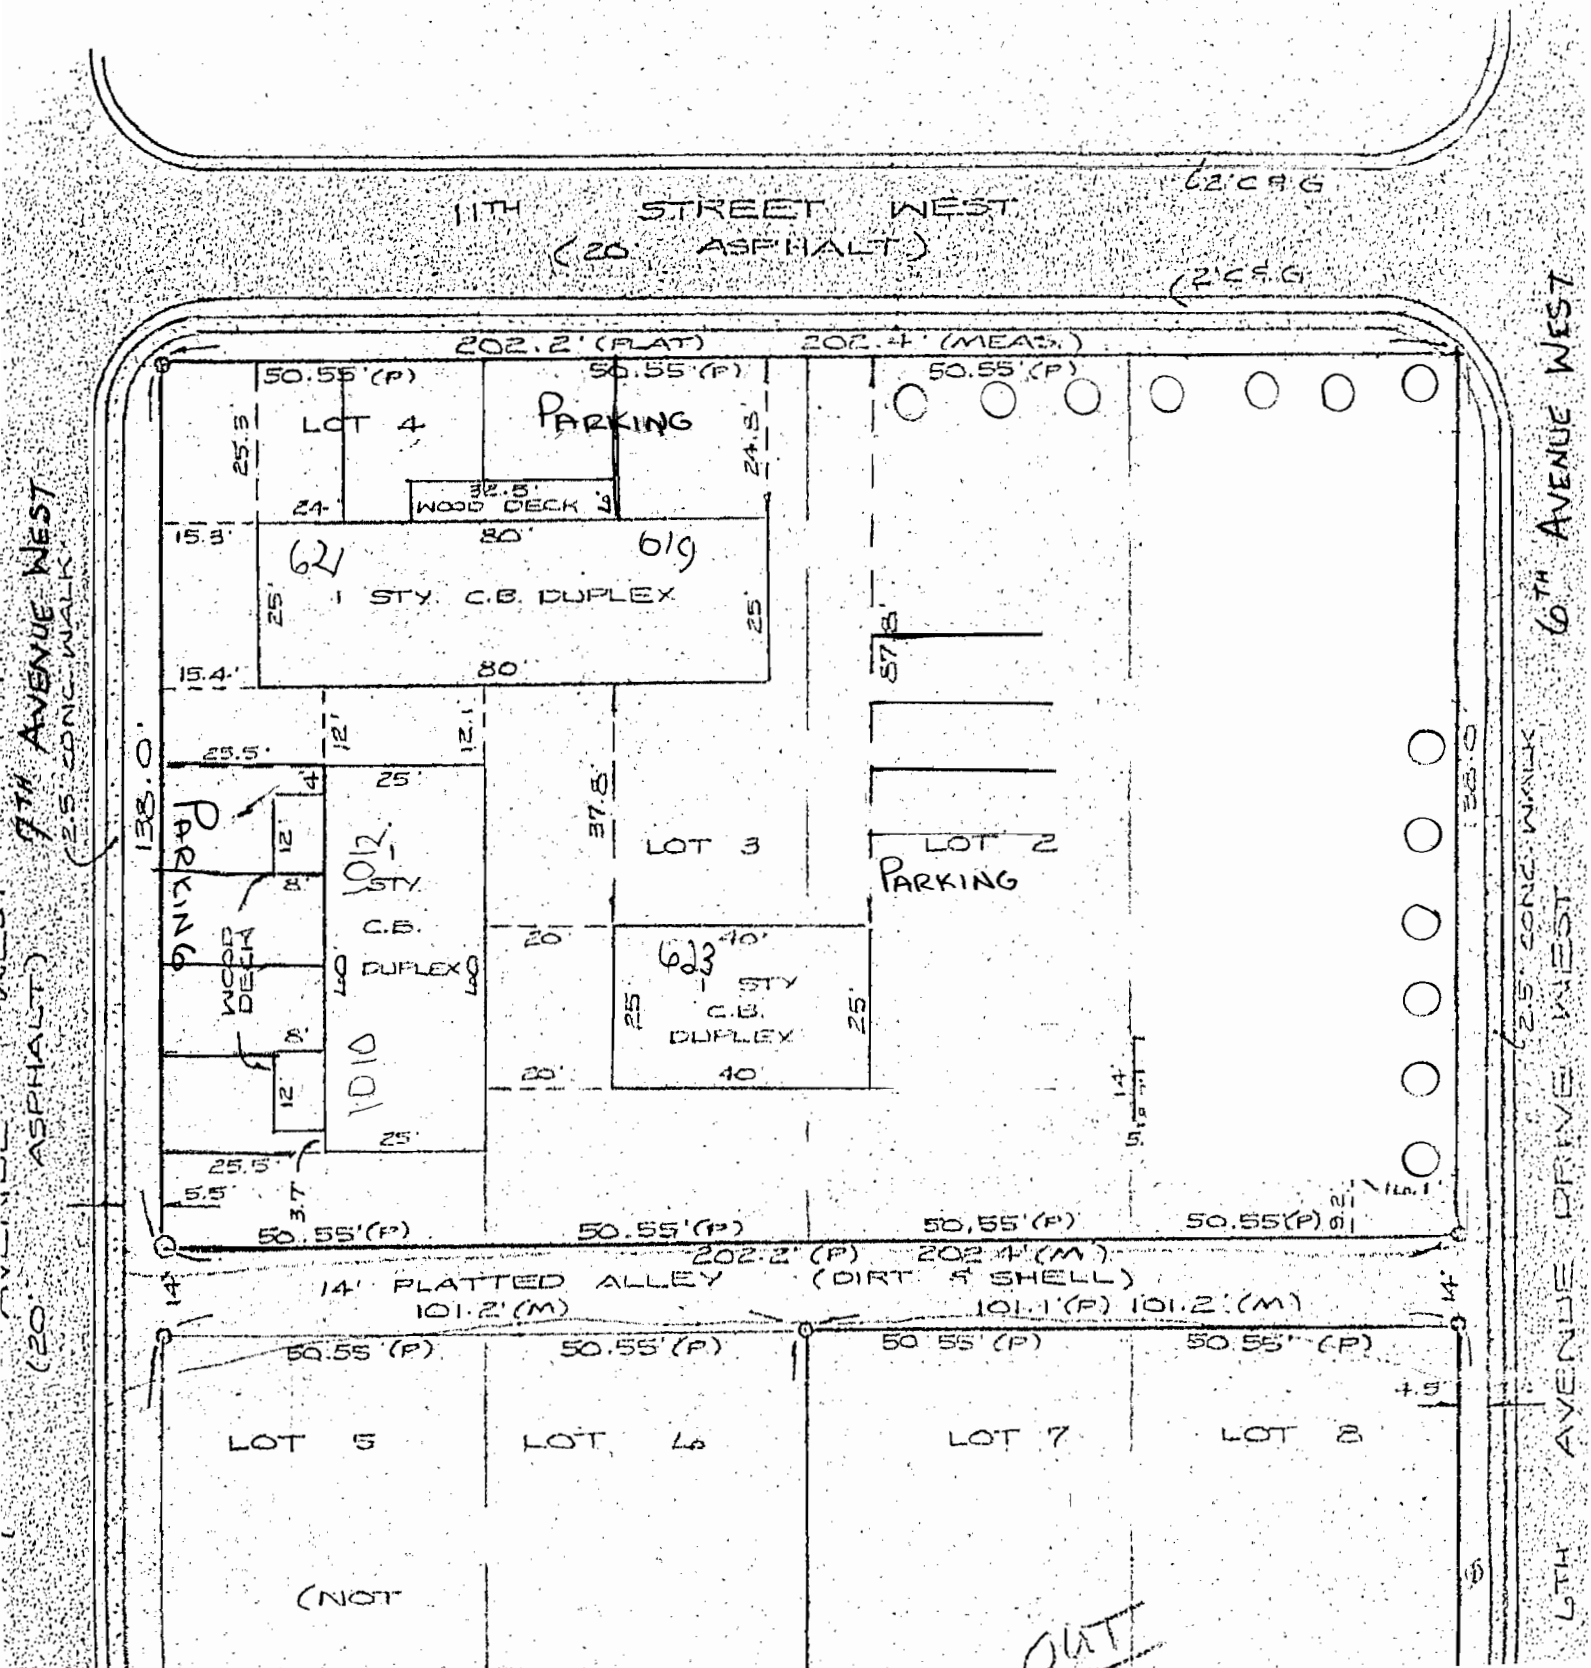 2' C & G
11TH STREET WEST
(20' ASPHALT)
2' C & G
202.2' (PLAT) 202.4' (MEAS.)
50.55' (P) 50.55' (P) 50.55' (P)
LOT 4
PARKING
25.3'
24.8'
32.5'
24'
WOOD DECK 6'
15.3'
80'
621
619
1 STY. C.B. DUPLEX
25'
25'
15.4'
80'
57.8'
12'
12.1'
25.5'
4'
25'
138.0'
138.0'
PARKING
12'
8'
WOOD DECK
8'
12'
1012
1 STY.
C.B.
DUPLEX
60
60
1010
25'
25.5'
5.5'
3.7'
37.8'
LOT 3
LOT 2
PARKING
20'
40'
623
1 STY
C.B.
DUPLEX
25'
25'
20'
40'
14'
9.2'
50.55' (P) 50.55' (P) 50.55' (P) 50.55' (P)
202.2' (P) 202.4' (M)
14' PLATTED ALLEY (DIRT & SHELL)
14'
14'
101.2' (M) 101.1' (P) 101.2' (M)
50.55' (P) 50.55' (P) 50.55' (P) 50.55' (P)
4.5'
LOT 5 LOT 6 LOT 7 LOT 8
(NOT
OUT
7TH AVENUE WEST
2.5' CONC. WALK
(20' ASPHALT)
6TH AVENUE WEST
2.5' CONC. WALK
6TH AVENUE DRIVE WEST